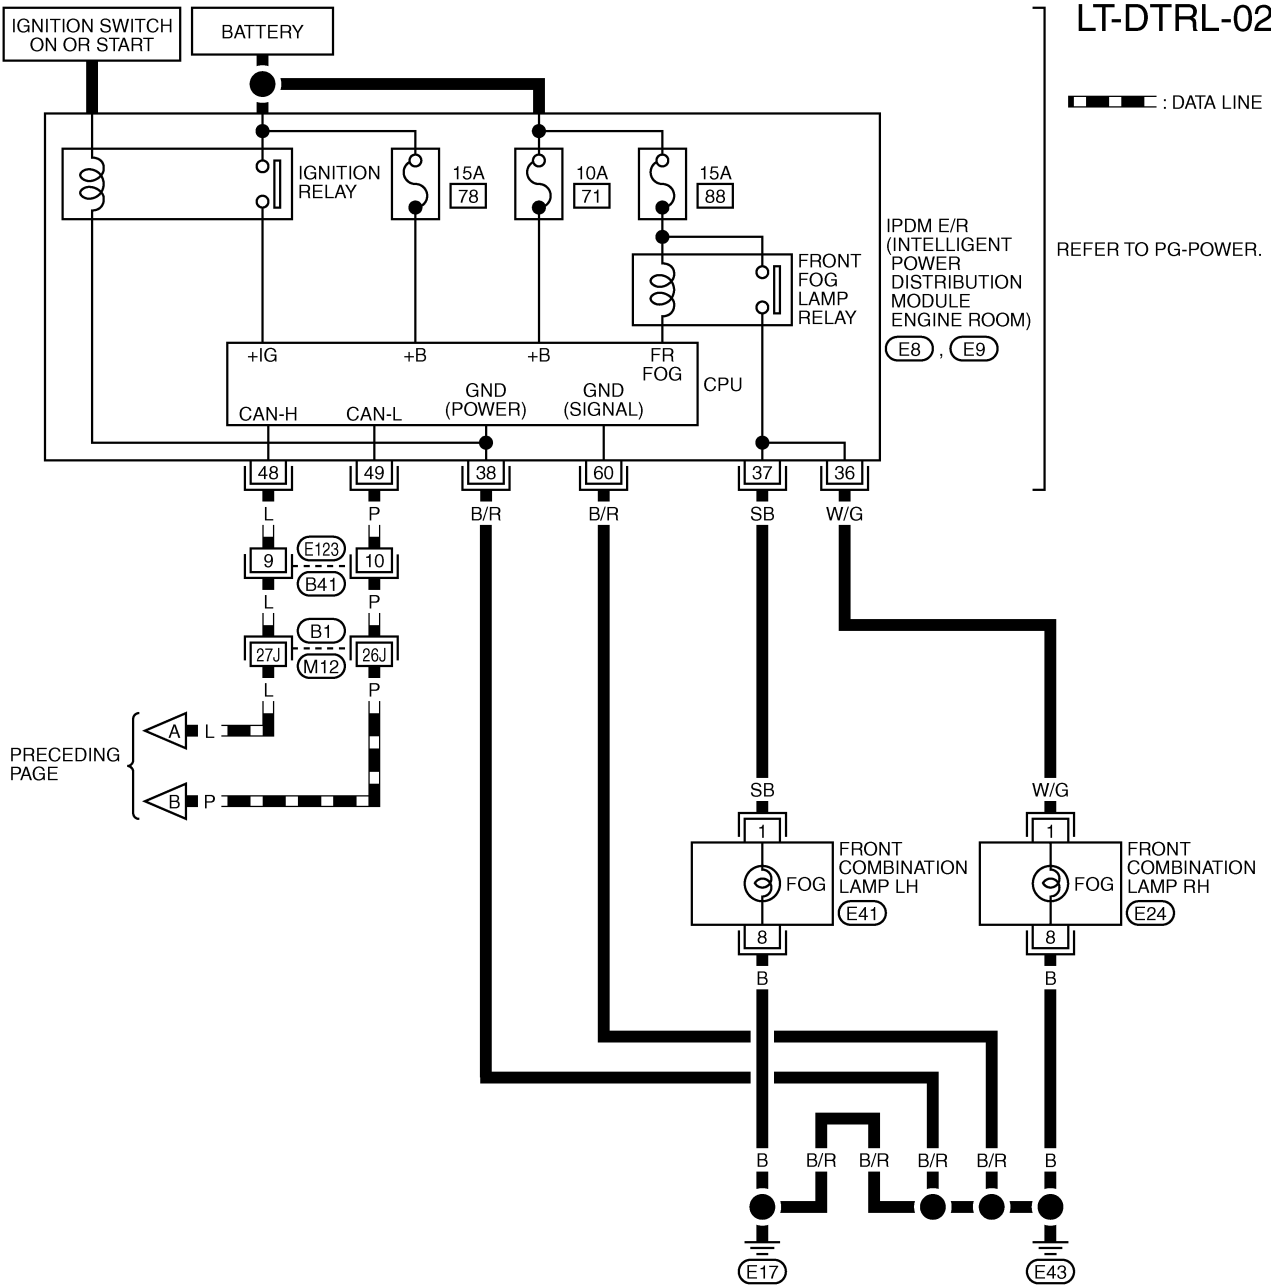 IGNITION SWITCH
ON OR START
BATTERY
LT-DTRL-02
: DATA LINE
IGNITION
RELAY
15A
78
10A
71
15A
88
IPDM E/R
(INTELLIGENT
POWER
DISTRIBUTION
MODULE
ENGINE ROOM)
E8 , E9
REFER TO PG-POWER.
FRONT
FOG
LAMP
RELAY
+IG
+B
+B
FR
FOG
CPU
CAN-H
CAN-L
GND
(POWER)
GND
(SIGNAL)
48
49
38
60
37
36
L
P
B/R
B/R
SB
W/G
9
E123
10
B41
L
P
27J
B1
26J
M12
L
P
PRECEDING
PAGE
A
L
B
P
SB
W/G
1
1
FOG
FRONT
COMBINATION
LAMP LH
E41
FOG
FRONT
COMBINATION
LAMP RH
E24
8
8
B
B
B
B/R
B/R
B/R
B/R
B
E17
E43